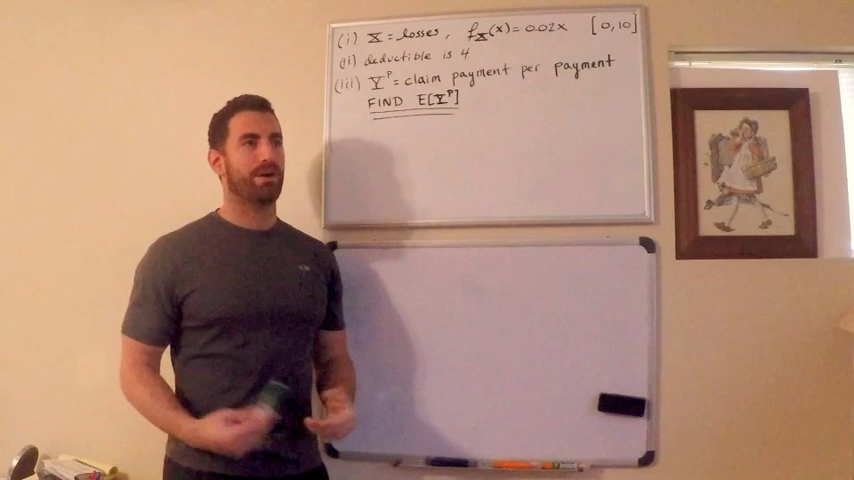 (i) X = losses, f_X(x) = 0.02x [0,10]
(ii) deductible is 4
(iii) Y^P = claim payment per payment
FIND E[Y^P]